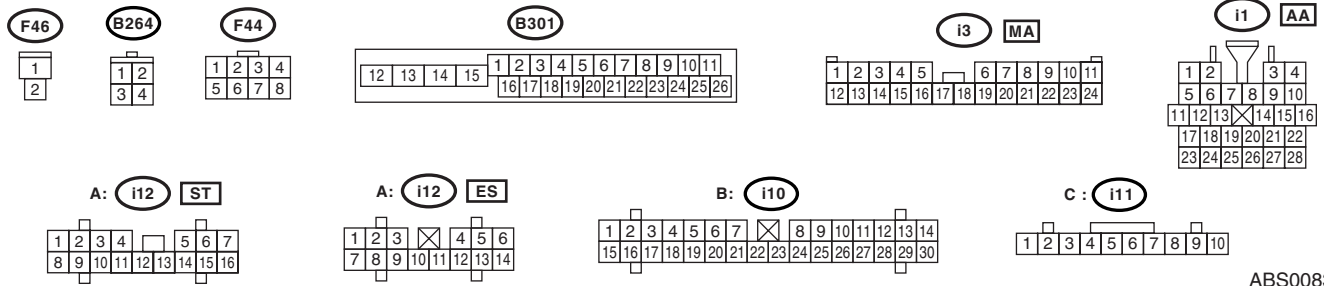 F46 B264 F44 B301 i3 MA i1 AA
1
2
1 2
3 4
1 2 3 4
5 6 7 8
12 13 14 15
1 2 3 4 5 6 7 8 9 10 11
16 17 18 19 20 21 22 23 24 25 26
1 2 3 4 5 6 7 8 9 10 11
12 13 14 15 16 17 18 19 20 21 22 23 24
1 2 3 4
5 6 7 8 9 10
11 12 13 14 15 16
17 18 19 20 21 22
23 24 25 26 27 28
A: i12 ST A: i12 ES B: i10 C : i11
1 2 3 4 5 6 7
8 9 10 11 12 13 14 15 16
1 2 3 4 5 6
7 8 9 10 11 12 13 14
1 2 3 4 5 6 7 8 9 10 11 12 13 14
15 16 17 18 19 20 21 22 23 24 25 26 27 28 29 30
1 2 3 4 5 6 7 8 9 10